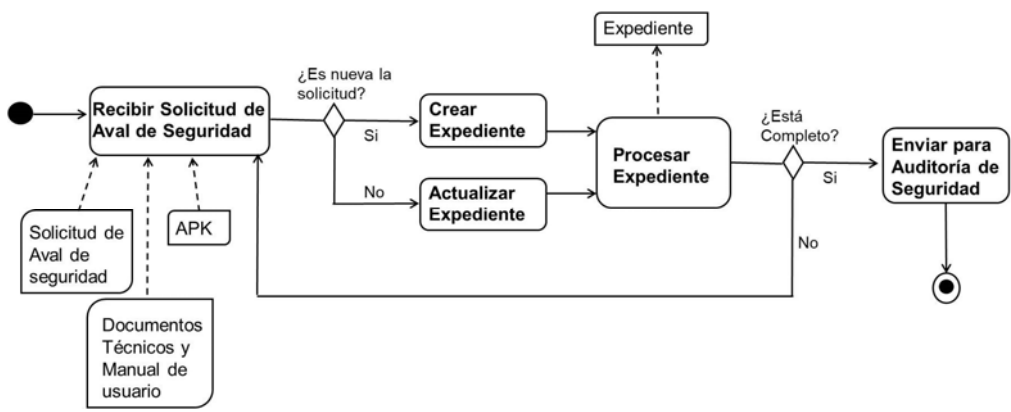 Expediente
¿Es nueva la
solicitud?
Recibir Solicitud de
Aval de Seguridad
Si
Crear
Expediente
No
Actualizar
Expediente
Procesar
Expediente
¿Está
Completo?
Si
No
Enviar para
Auditoría de
Seguridad
Solicitud de
Aval de
seguridad
APK
Documentos
Técnicos y
Manual de
usuario